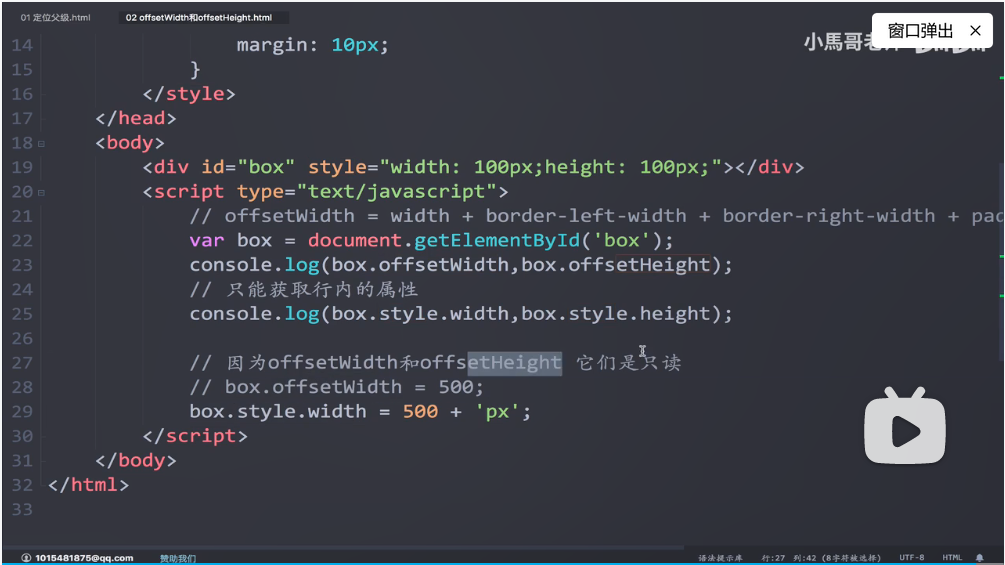 01 定位父级.html
02 offsetWidth和offsetHeight.html
窗口弹出 ×
小馬哥老
14 margin: 10px;
15 }
16 </style>
17 </head>
18 <body>
19 <div id="box" style="width: 100px;height: 100px;"></div>
20 <script type="text/javascript">
21 // offsetWidth = width + border-left-width + border-right-width + pad
22 var box = document.getElementById('box');
23 console.log(box.offsetWidth,box.offsetHeight);
24 // 只能获取行内的属性
25 console.log(box.style.width,box.style.height);
26
27 // 因为offsetWidth和offsetHeight 它们是只读
28 // box.offsetWidth = 500;
29 box.style.width = 500 + 'px';
30 </script>
31 </body>
32 </html>
33
1015481875@qq.com 赞助我们 语法提示库 行:27 列:42 (8字符被选择) UTF-8 HTML